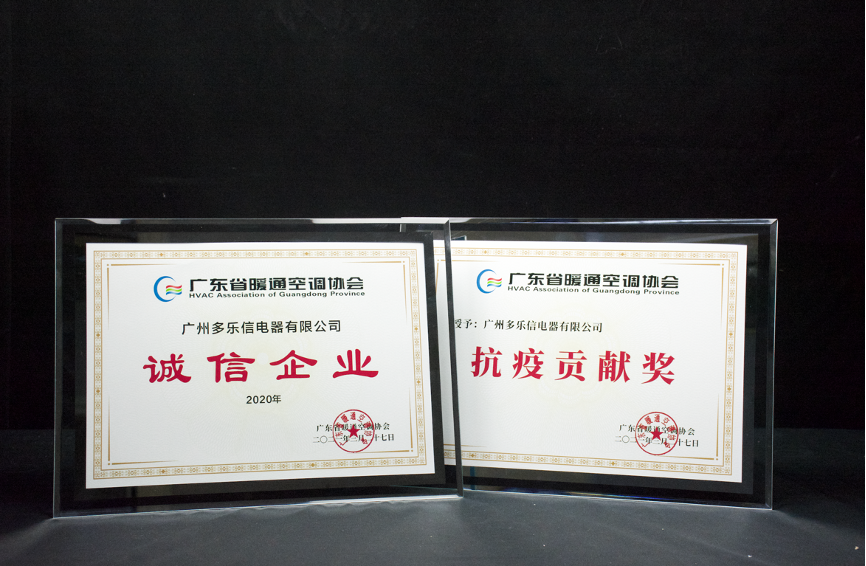 广东省暖通空调协会
HVAC Association of Guangdong Province
广州多乐信电器有限公司
诚信企业
2020年
广东省暖通空调协会
广东省暖通空调协会
HVAC Association of Guangdong Province
授予：广州多乐信电器有限公司
抗疫贡献奖
广东省暖通空调协会